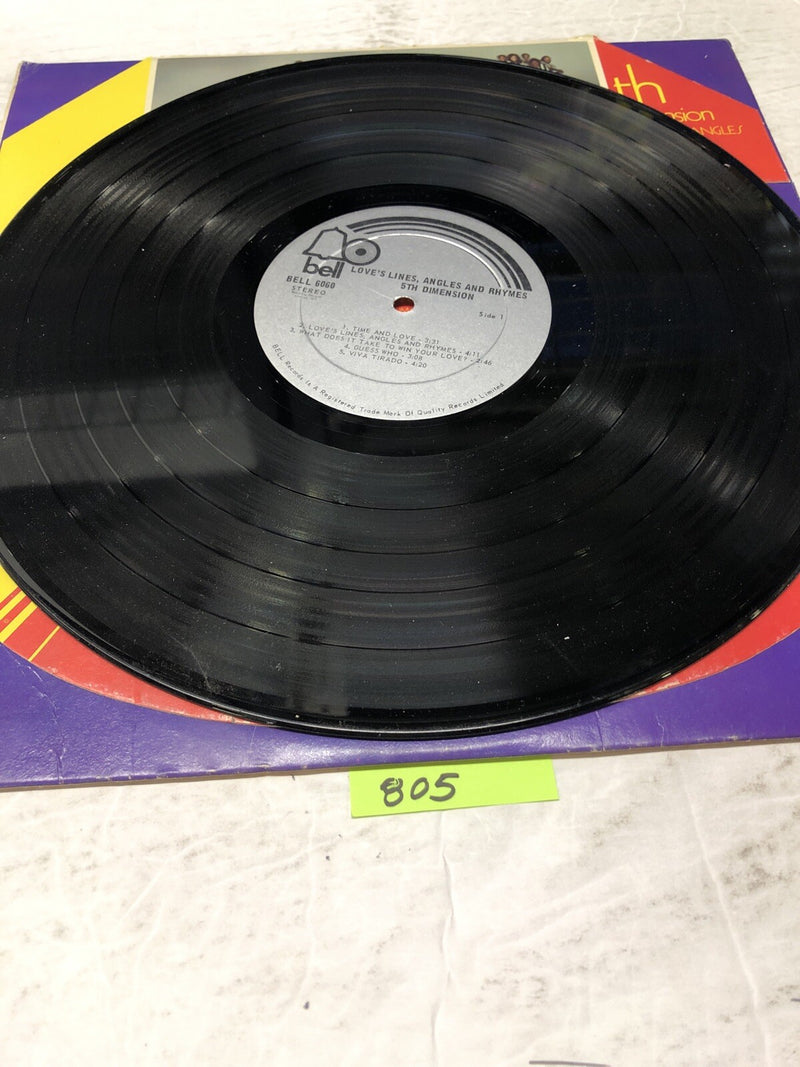 th
nsion
ANGLES
bell
LOVE'S LINES, ANGLES AND RHYMES
5TH DIMENSION
BELL 6060
STEREO
Side 1
1. TIME AND LOVE - 3:31
2. LOVE'S LINES, ANGLES AND RHYMES - 4:11
3. WHAT DOES IT TAKE TO WIN YOUR LOVE? - 2:46
4. GUESS WHO - 3:08
5. VIVA TIRADO - 4:20
BELL Records Is A Registered Trade Mark Of Quality Records Limited
805